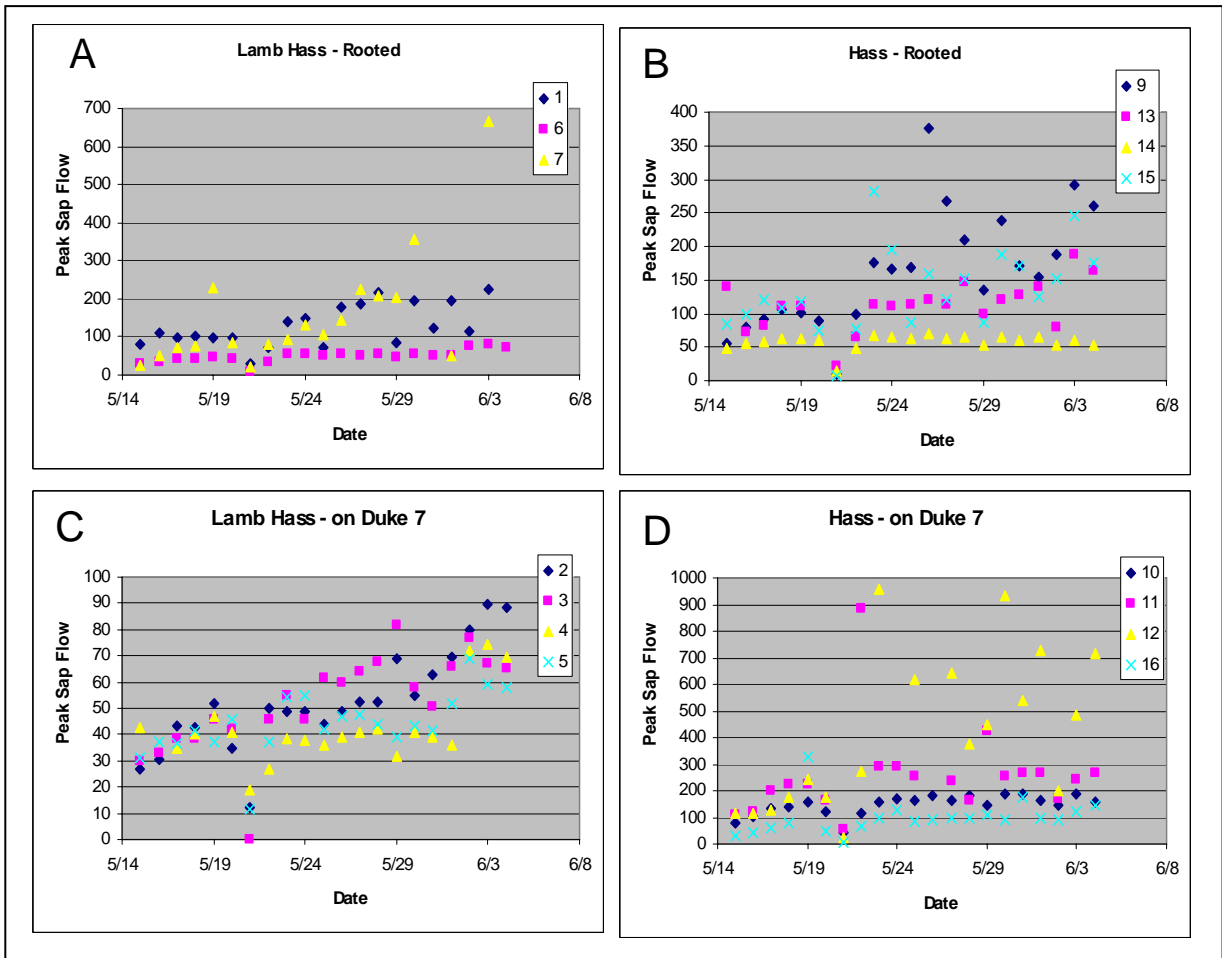 A
Lamb Hass - Rooted
Peak Sap Flow
700
600
500
400
300
200
100
0
5/14 5/19 5/24 5/29 6/3 6/8
Date
1
6
7
B
Hass - Rooted
Peak Sap Flow
400
350
300
250
200
150
100
50
0
5/14 5/19 5/24 5/29 6/3 6/8
Date
9
13
14
15
C
Lamb Hass - on Duke 7
Peak Sap Flow
100
90
80
70
60
50
40
30
20
10
0
5/14 5/19 5/24 5/29 6/3 6/8
Date
2
3
4
5
D
Hass - on Duke 7
Peak Sap Flow
1000
900
800
700
600
500
400
300
200
100
0
5/14 5/19 5/24 5/29 6/3 6/8
Date
10
11
12
16